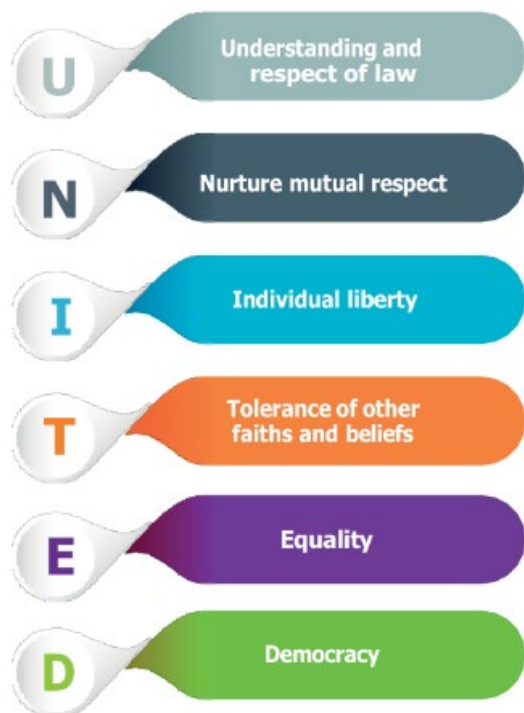 U
Understanding and
respect of law
N
Nurture mutual respect
I
Individual liberty
T
Tolerance of other
faiths and beliefs
E
Equality
D
Democracy